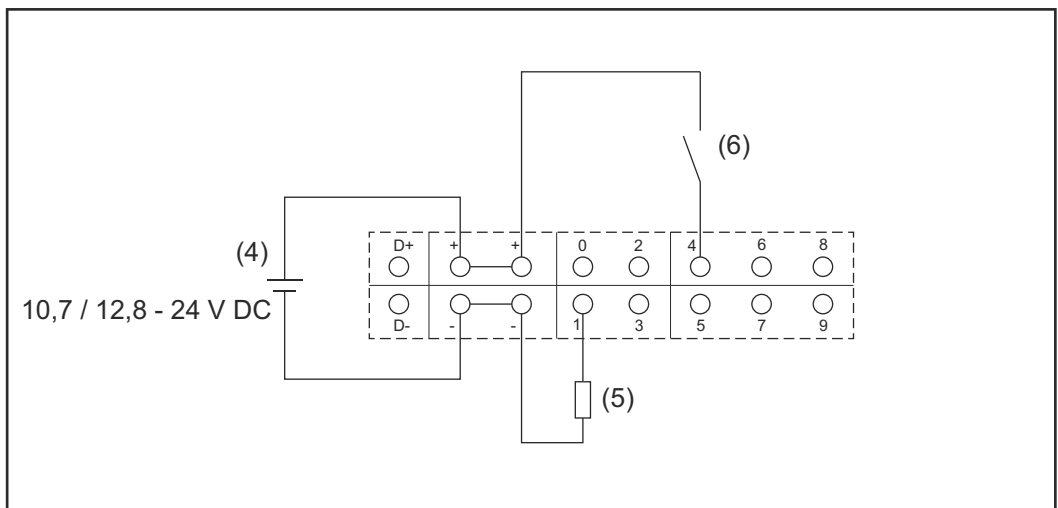 (6)
(4)
10,7 / 12,8 - 24 V DC
D+ + + 0 2 4 6 8
D- - - 1 3 5 7 9
(5)